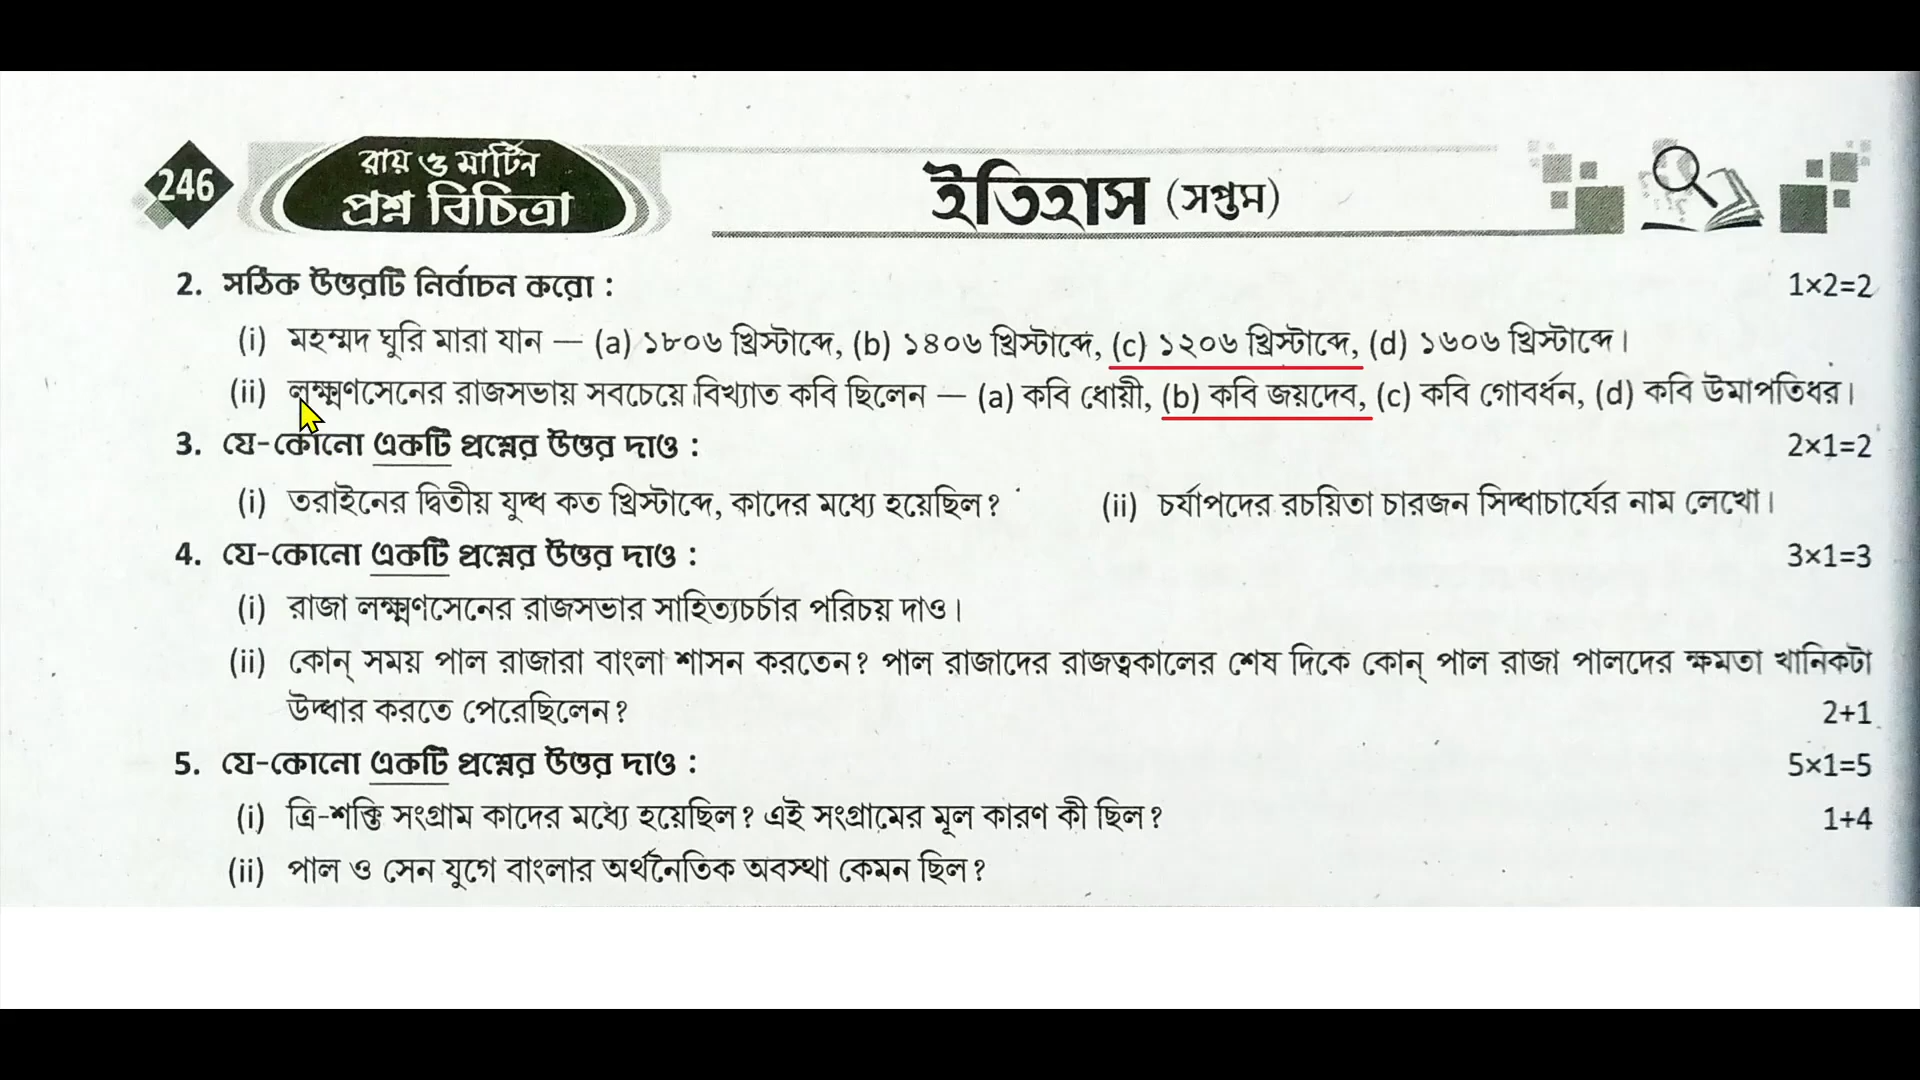 246
রায় ও মার্টিন
প্রশ্ন বিচিত্রা
ইতিহাস (সপ্তম)
2. সঠিক উত্তরটি নির্বাচন করো : 1×2=2
(i) মহম্মদ ঘুরি মারা যান — (a) ১৮০৬ খ্রিস্টাব্দে, (b) ১৪০৬ খ্রিস্টাব্দে, (c) ১২০৬ খ্রিস্টাব্দে, (d) ১৬০৬ খ্রিস্টাব্দে।
(ii) লক্ষ্মণসেনের রাজসভায় সবচেয়ে বিখ্যাত কবি ছিলেন — (a) কবি ধোয়ী, (b) কবি জয়দেব, (c) কবি গোবর্ধন, (d) কবি উমাপতিধর।
3. যে-কোনো একটি প্রশ্নের উত্তর দাও : 2×1=2
(i) তরাইনের দ্বিতীয় যুদ্ধ কত খ্রিস্টাব্দে, কাদের মধ্যে হয়েছিল? (ii) চর্যাপদের রচয়িতা চারজন সিদ্ধাচার্যের নাম লেখো।
4. যে-কোনো একটি প্রশ্নের উত্তর দাও : 3×1=3
(i) রাজা লক্ষ্মণসেনের রাজসভার সাহিত্যচর্চার পরিচয় দাও।
(ii) কোন্ সময় পাল রাজারা বাংলা শাসন করতেন? পাল রাজাদের রাজত্বকালের শেষ দিকে কোন্ পাল রাজা পালদের ক্ষমতা খানিকটা
উদ্ধার করতে পেরেছিলেন? 2+1
5. যে-কোনো একটি প্রশ্নের উত্তর দাও : 5×1=5
(i) ত্রি-শক্তি সংগ্রাম কাদের মধ্যে হয়েছিল? এই সংগ্রামের মূল কারণ কী ছিল? 1+4
(ii) পাল ও সেন যুগে বাংলার অর্থনৈতিক অবস্থা কেমন ছিল?